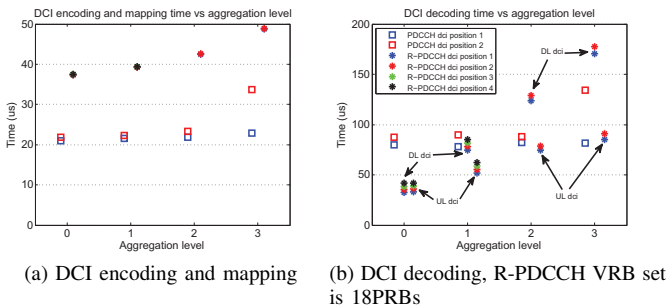 DCI encoding and mapping time vs aggregation level
50
40
30
20
10
0
Time (us)
0 1 2 3
Aggregation level
(a) DCI encoding and mapping
DCI decoding time vs aggregation level
PDCCH dci position 1
PDCCH dci position 2
R-PDCCH dci position 1
R-PDCCH dci position 2
R-PDCCH dci position 3
R-PDCCH dci position 4
200
150
100
50
0
Time (us)
DL dci
DL dci
UL dci
UL dci
0 1 2 3
Aggregation level
(b) DCI decoding, R-PDCCH VRB set
is 18PRBs